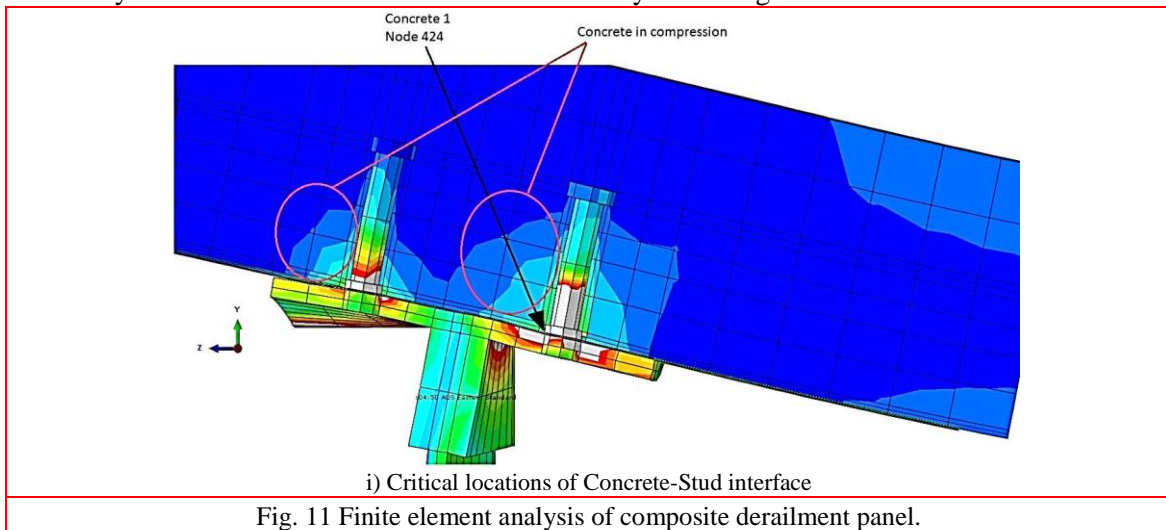 Concrete 1
Node 424
Concrete in compression
Y
Z
i) Critical locations of Concrete-Stud interface
Fig. 11 Finite element analysis of composite derailment panel.